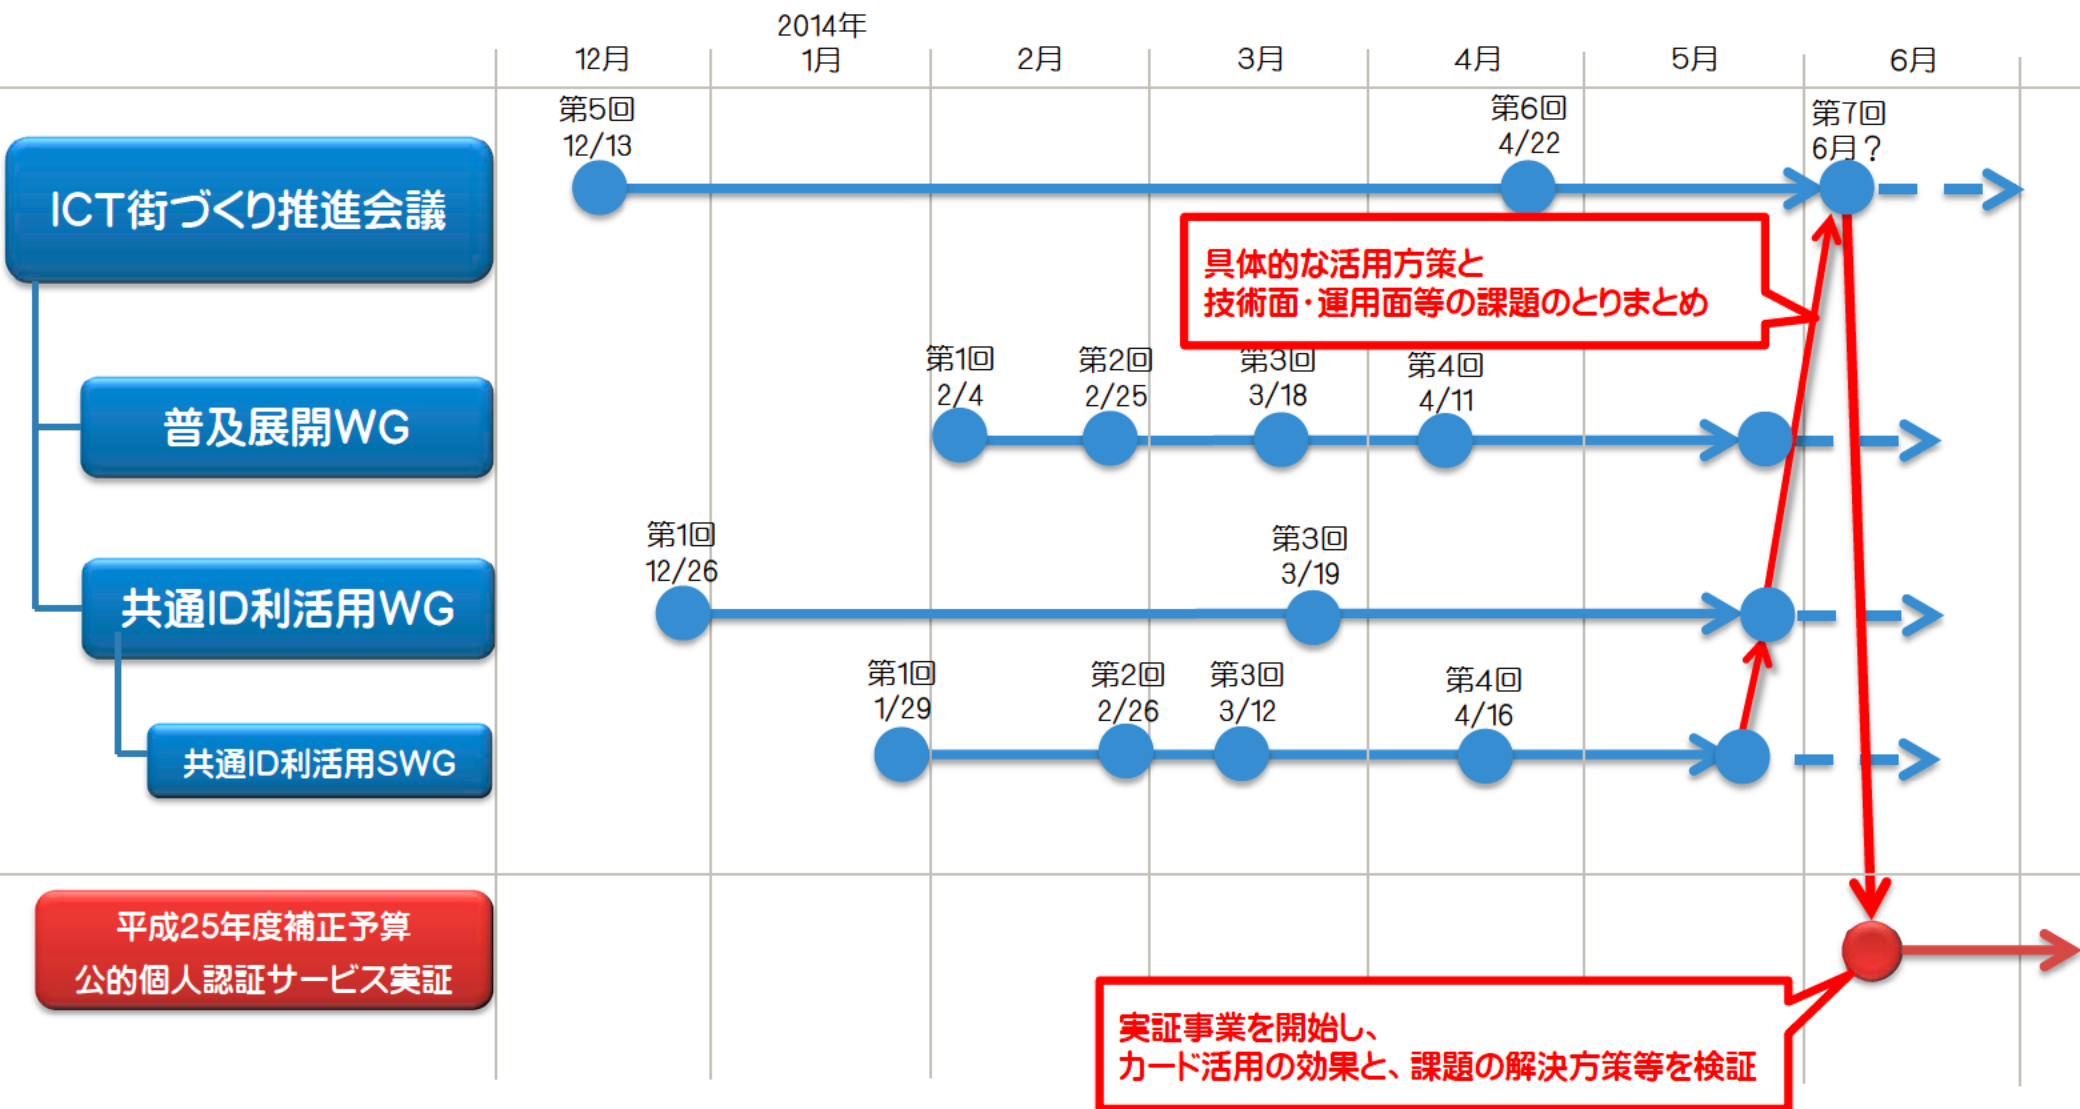 2014年
12月
1月
2月
3月
4月
5月
6月
第5回
12/13
第6回
4/22
第7回
6月？
ICT街づくり推進会議
具体的な活用方策と
技術面・運用面等の課題のとりまとめ
第1回
2/4
第2回
2/25
第3回
3/18
第4回
4/11
普及展開WG
第1回
12/26
第3回
3/19
共通ID利活用WG
第1回
1/29
第2回
2/26
第3回
3/12
第4回
4/16
共通ID利活用SWG
平成25年度補正予算
公的個人認証サービス実証
実証事業を開始し、
カード活用の効果と、課題の解決方策等を検証